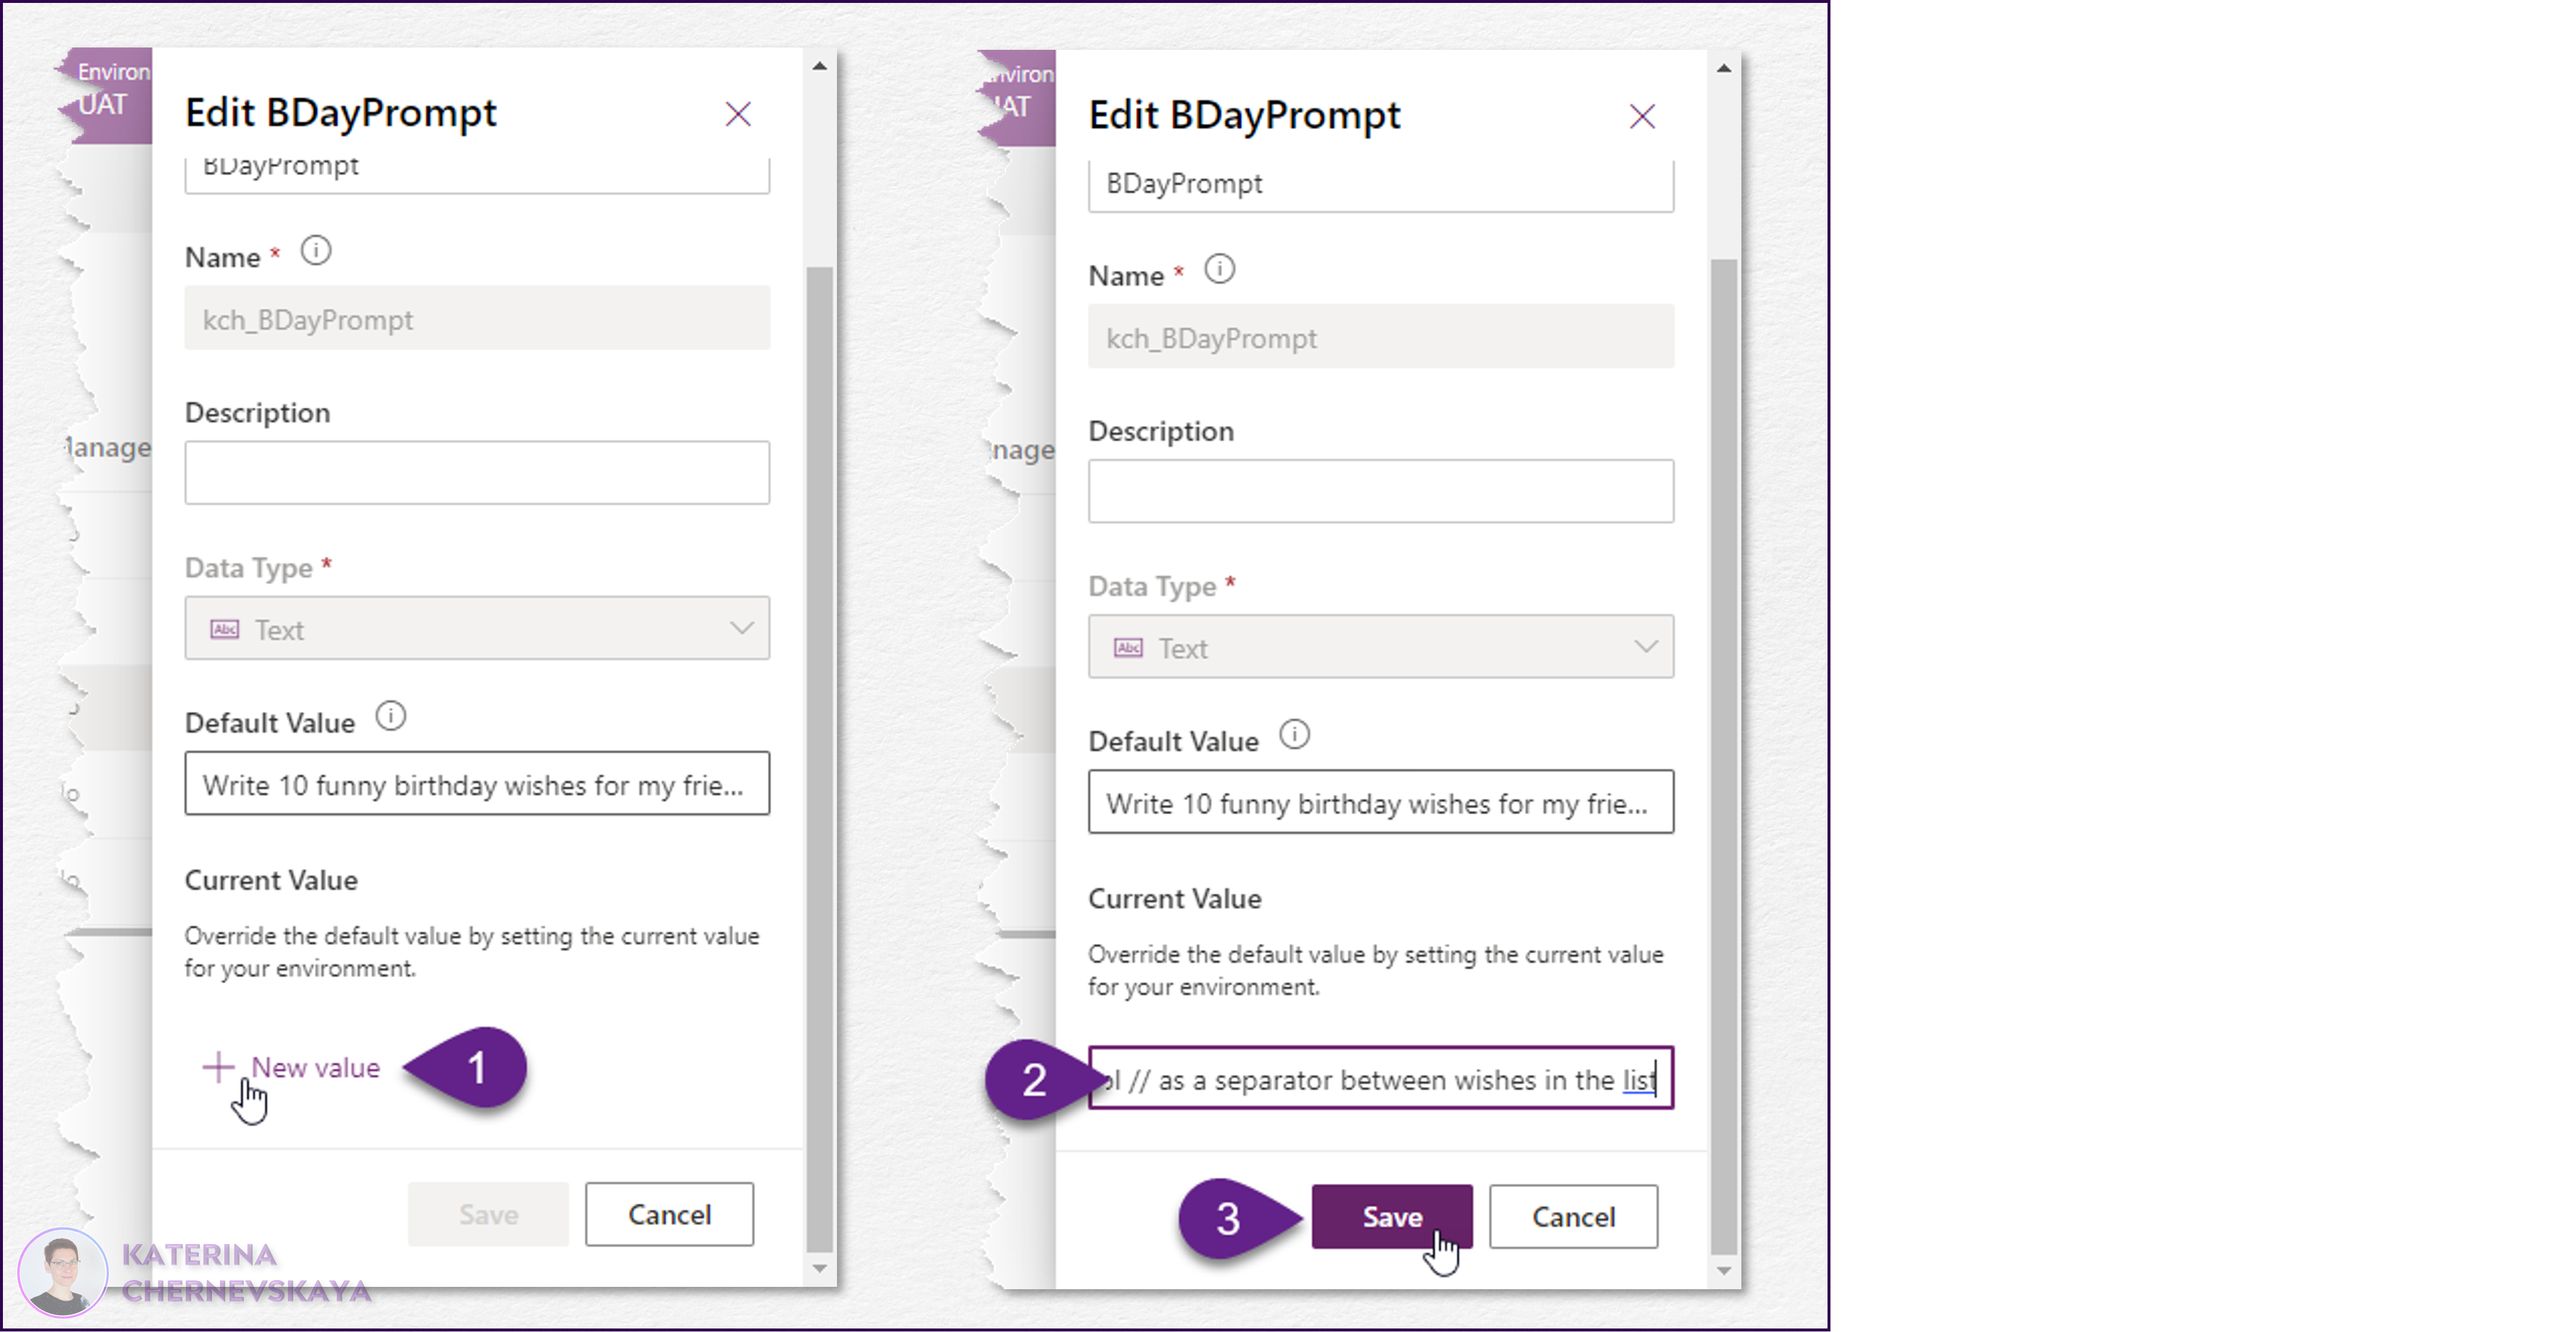 Environ
UAT
Edit BDayPrompt
BDayPrompt
Name *
kch_BDayPrompt
Description
Data Type *
Abc Text
Default Value
Write 10 funny birthday wishes for my frie...
Current Value
Override the default value by setting the current value
for your environment.
New value
1
Save
Cancel
Edit BDayPrompt
BDayPrompt
Name *
kch_BDayPrompt
Description
Data Type *
Abc Text
Default Value
Write 10 funny birthday wishes for my frie...
Current Value
Override the default value by setting the current value
for your environment.
2
// as a separator between wishes in the list
3
Save
Cancel
KATERINA
CHERNEVSKAYA